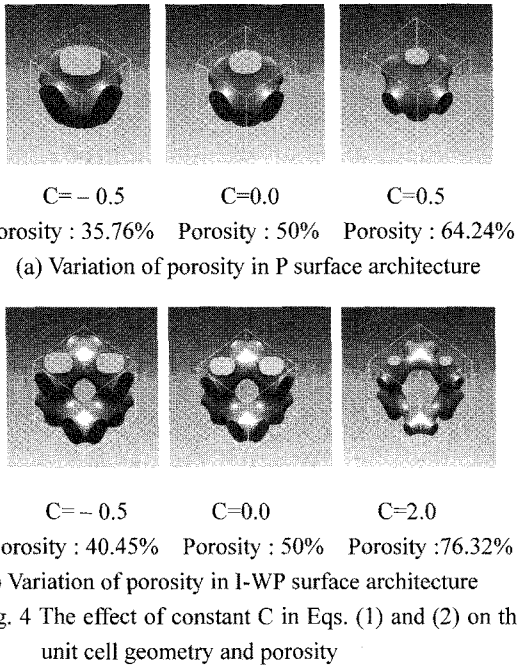 C= – 0.5 C=0.0 C=0.5
orosity : 35.76% Porosity : 50% Porosity : 64.24%
(a) Variation of porosity in P surface architecture
C= – 0.5 C=0.0 C=2.0
orosity : 40.45% Porosity : 50% Porosity :76.32%
) Variation of porosity in I-WP surface architecture
g. 4 The effect of constant C in Eqs. (1) and (2) on th
unit cell geometry and porosity